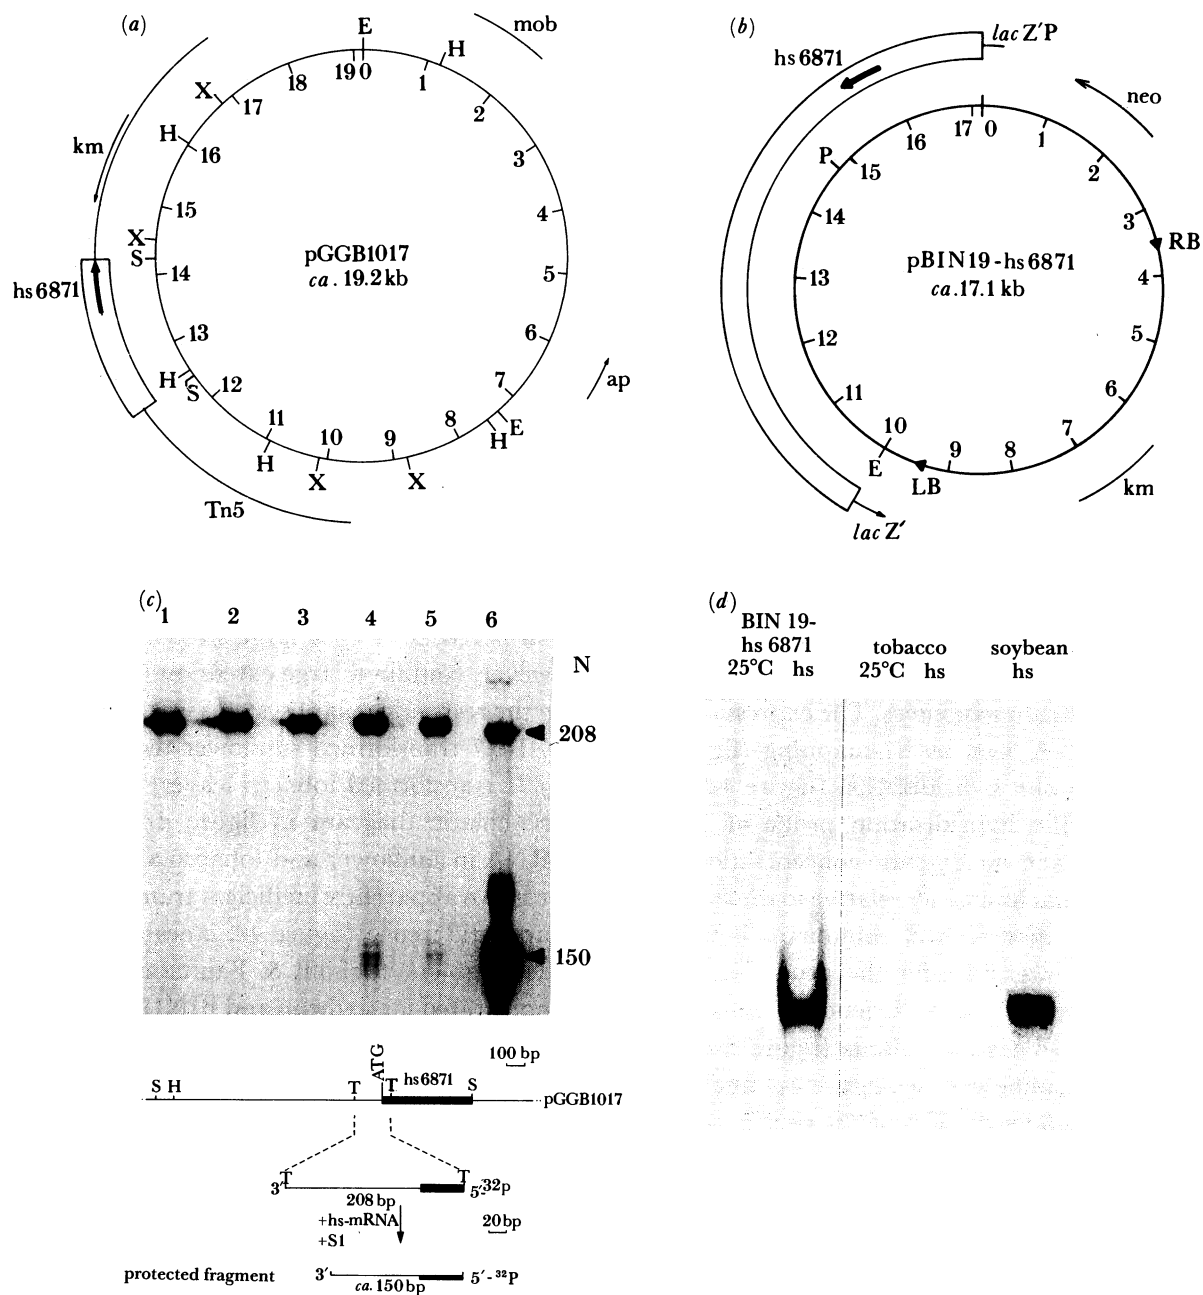 (a)
E
H
mob
19
0
1
2
3
4
5
6
7
8
9
10
11
12
13
14
15
16
17
18
X
H
km
X
S
hs 6871
H
S
H
X
X
H
E
ap
Tn5
pGGB1017
ca. 19.2 kb
(b)
lac Z'P
hs 6871
neo
17
0
1
2
3
4
5
6
7
8
9
10
11
12
13
14
15
16
P
RB
E
LB
km
lac Z'
pBIN19-hs 6871
ca. 17.1 kb
(c)
1 2 3 4 5 6
N
208
150
100 bp
S H T ATG T hs 6871 S pGGB1017
T T
3' 5'-32p
208 bp
+hs-mRNA
+S1
20 bp
protected fragment 3' 5'-32P
ca. 150 bp
(d)
BIN 19-
hs 6871 tobacco soybean
25°C hs 25°C hs hs